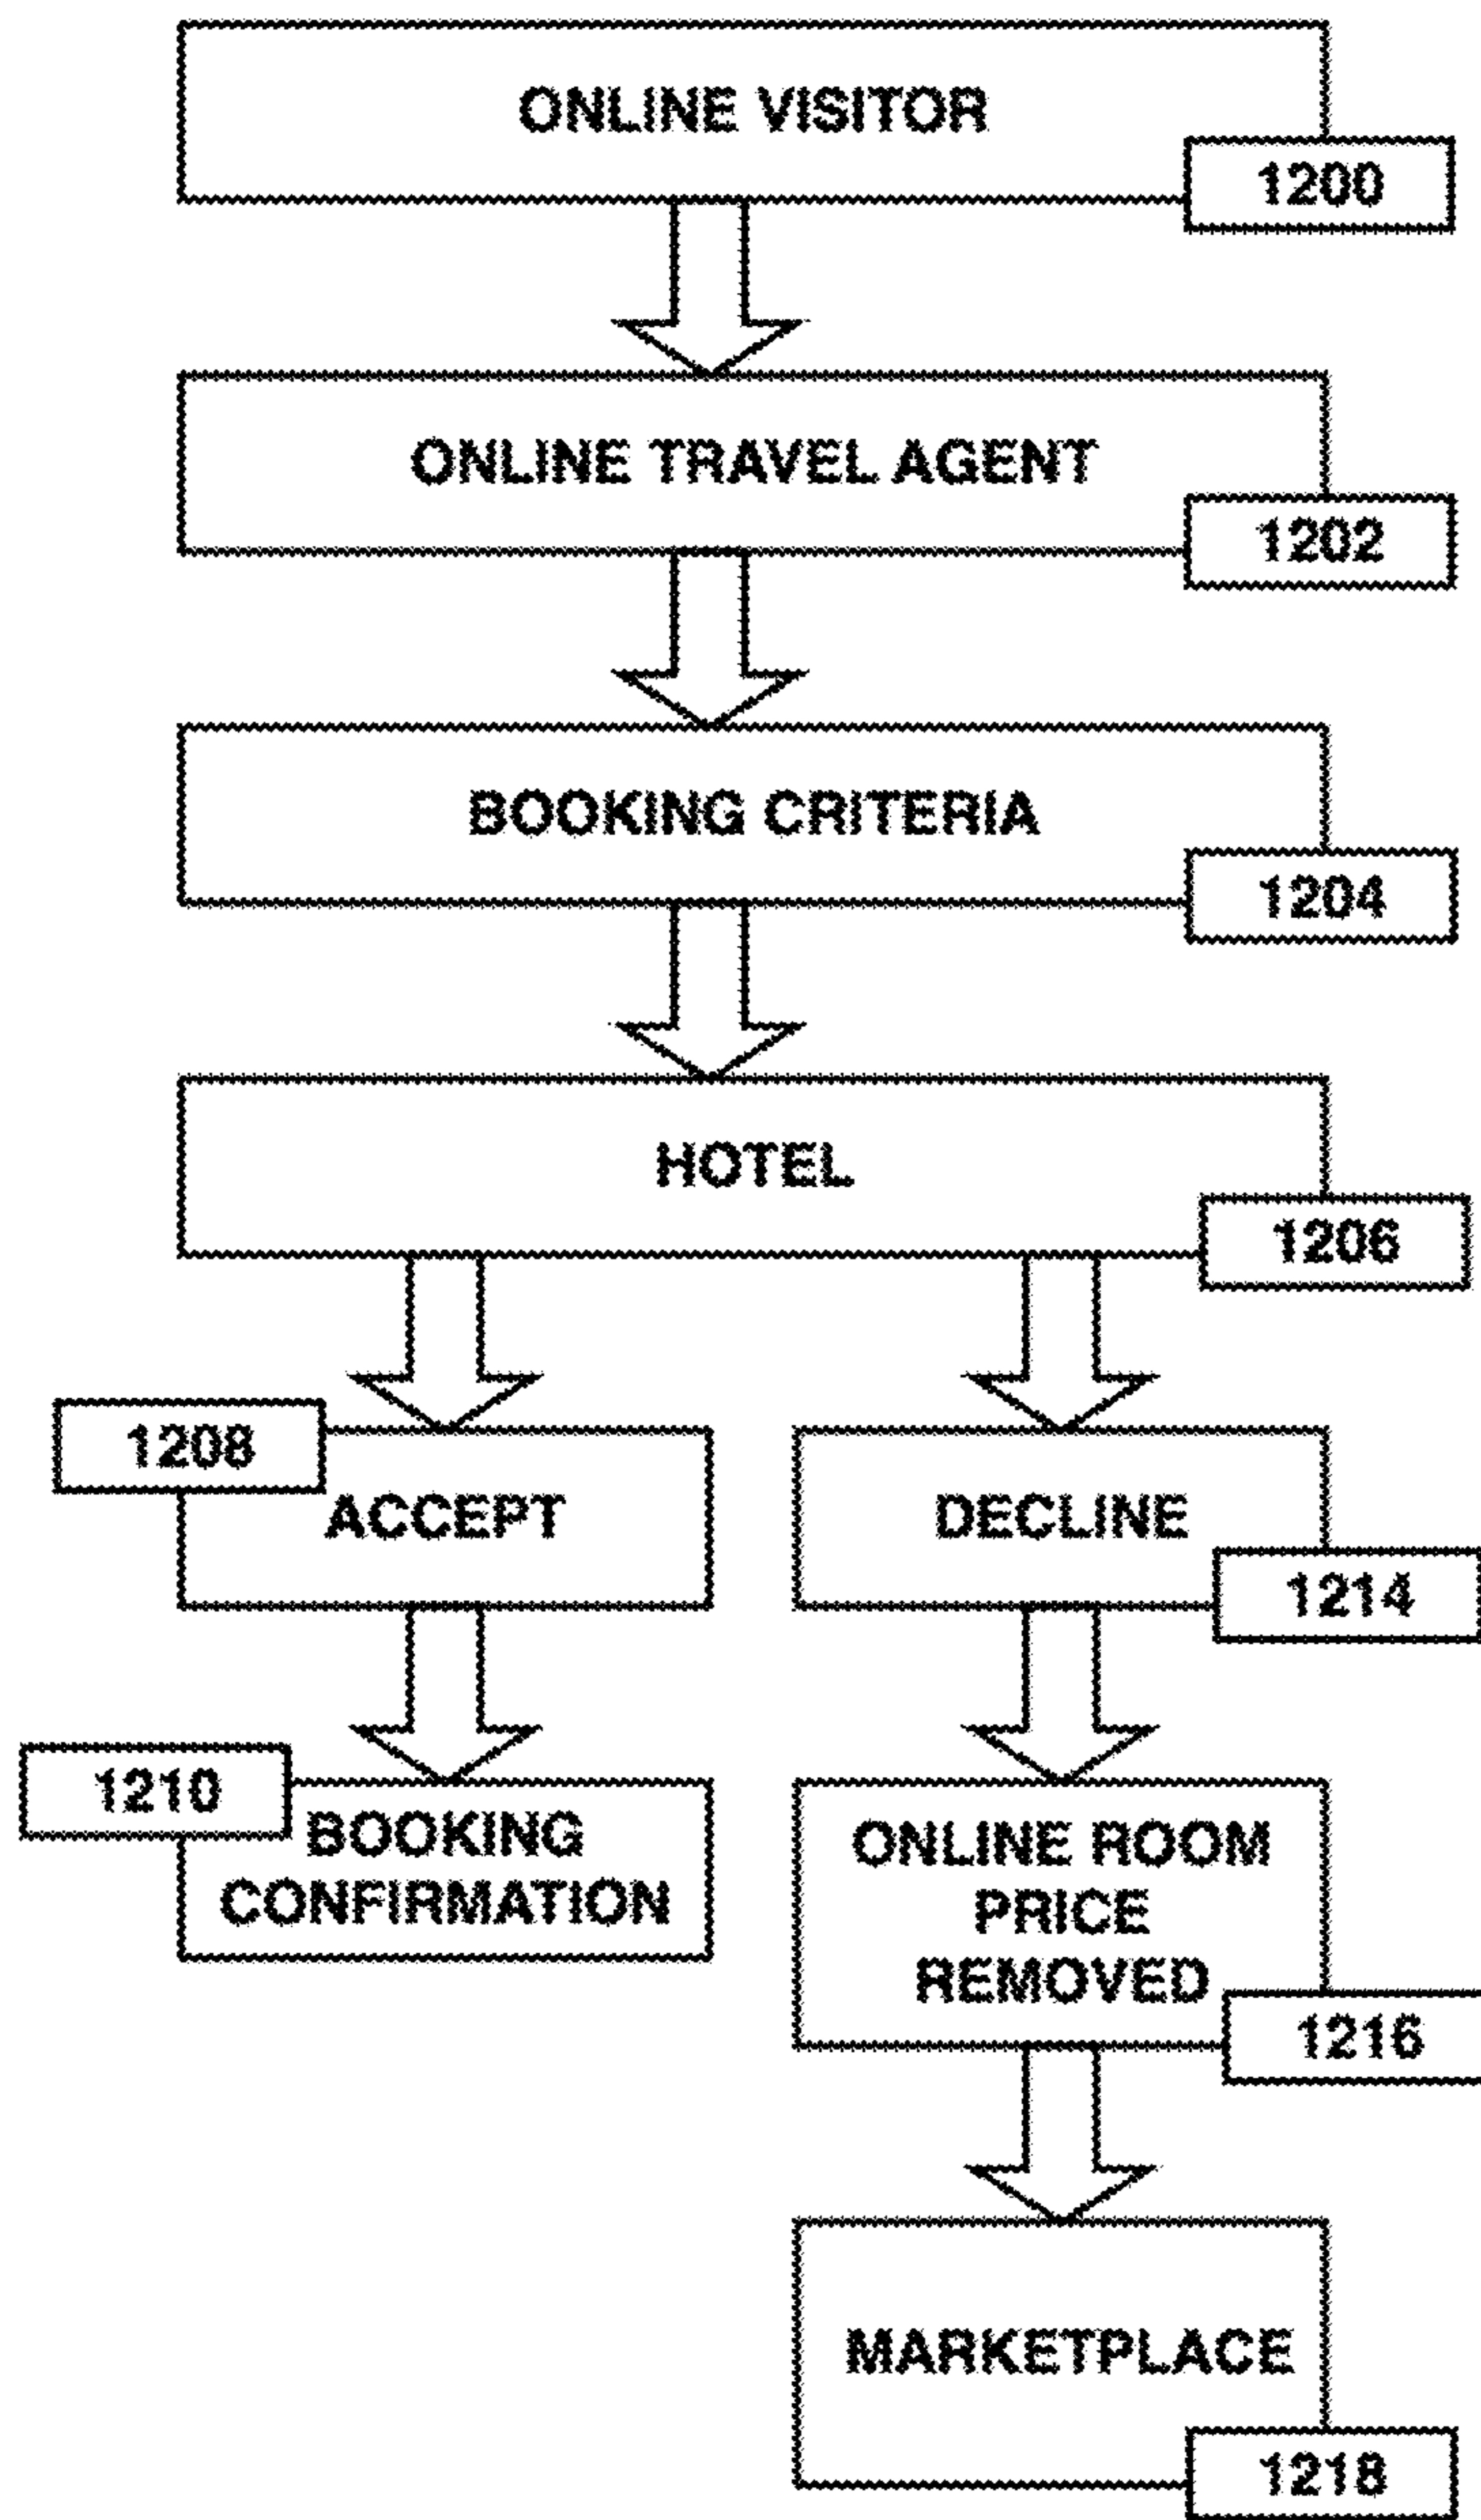 ONLINE VISITOR
1200
ONLINE TRAVEL AGENT
1202
BOOKING CRITERIA
1204
HOTEL
1206
1208
ACCEPT
DECLINE
1214
1210
BOOKING
CONFIRMATION
ONLINE ROOM
PRICE
REMOVED
1216
MARKETPLACE
1218